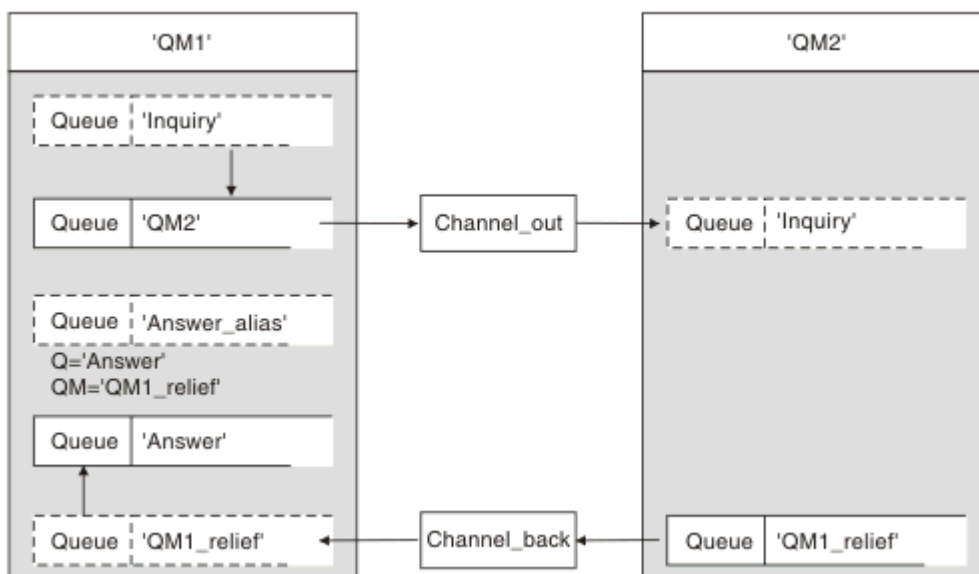 'QM1'
'QM2'
Queue 'Inquiry'
Queue 'QM2'
Channel_out
Queue 'Inquiry'
Queue 'Answer_alias'
Q='Answer'
QM='QM1_relief'
Queue 'Answer'
Queue 'QM1_relief'
Channel_back
Queue 'QM1_relief'